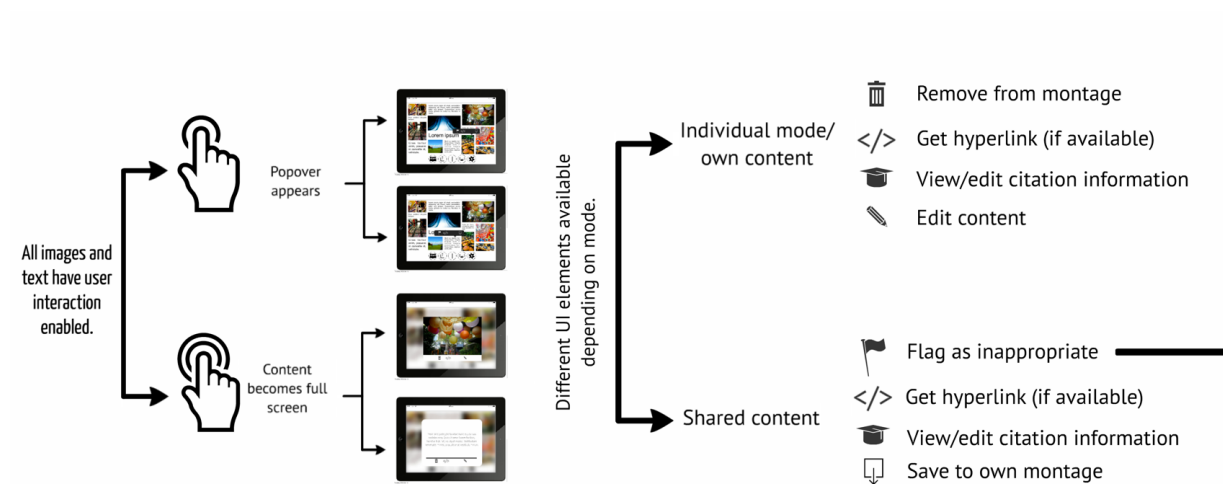 All images and
text have user
interaction
enabled.
Popover
appears
Content
becomes full
screen
Lorem ipsum
Different UI elements available
depending on mode.
Individual mode/
own content
Remove from montage
</> Get hyperlink (if available)
View/edit citation information
Edit content
Shared content
Flag as inappropriate
</> Get hyperlink (if available)
View/edit citation information
Save to own montage